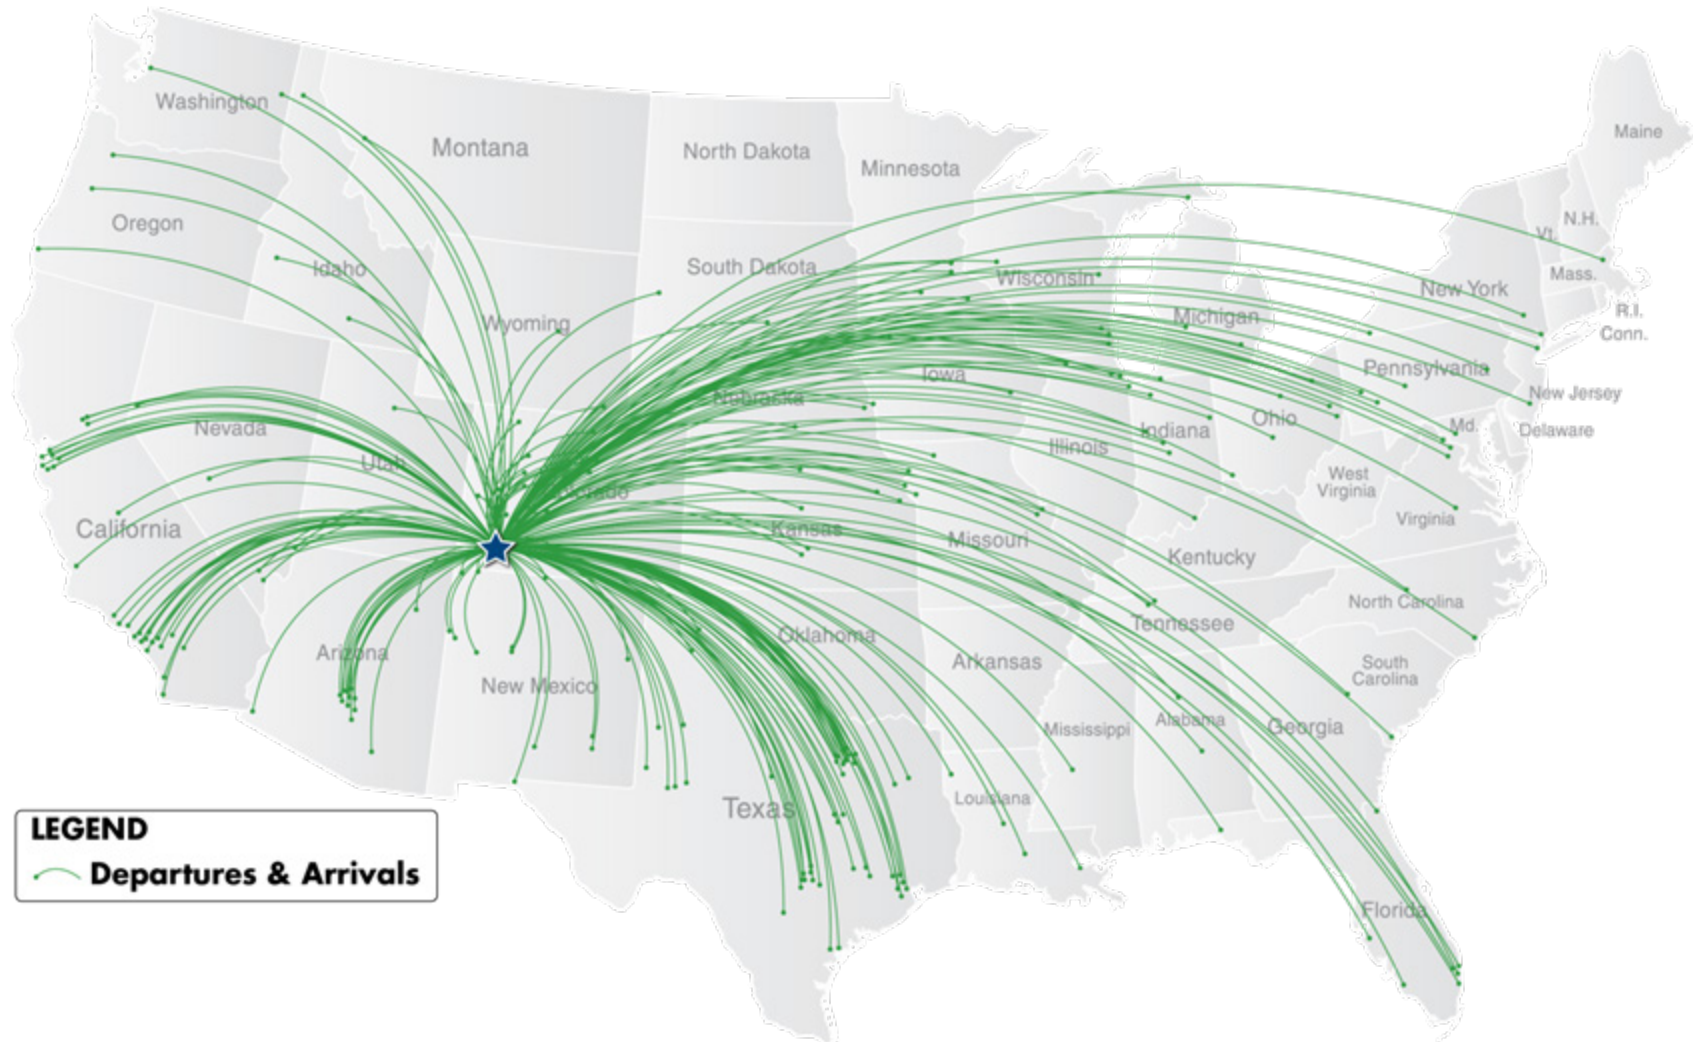 Washington
Montana
North Dakota
Minnesota
Maine
Oregon
Idaho
South Dakota
Wisconsin
Vt.
N.H.
Mass.
New York
R.I.
Conn.
Wyoming
Michigan
Pennsylvania
New Jersey
Iowa
Nebraska
Nevada
Utah
Ohio
Md.
Delaware
Illinois
Indiana
West
Virginia
Colorado
California
Kansas
Missouri
Virginia
Kentucky
North Carolina
Tennessee
Oklahoma
Arizona
Arkansas
South
Carolina
New Mexico
Mississippi
Alabama
Georgia
Texas
Louisiana
Florida
LEGEND
Departures & Arrivals